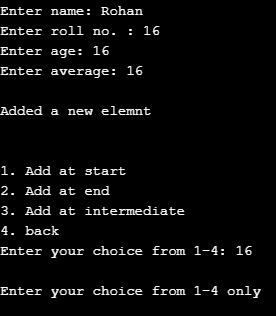 Enter name: Rohan
Enter roll no. : 16
Enter age: 16
Enter average: 16
Added a new elemnt
1. Add at start
2. Add at end
3. Add at intermediate
4. back
Enter your choice from 1-4: 16
Enter your choice from 1-4 only